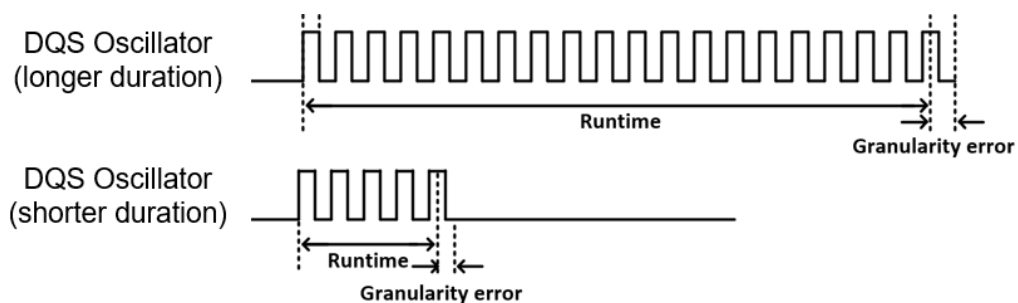 DQS Oscillator
(longer duration)
Runtime
Granularity error
DQS Oscillator
(shorter duration)
Runtime
Granularity error